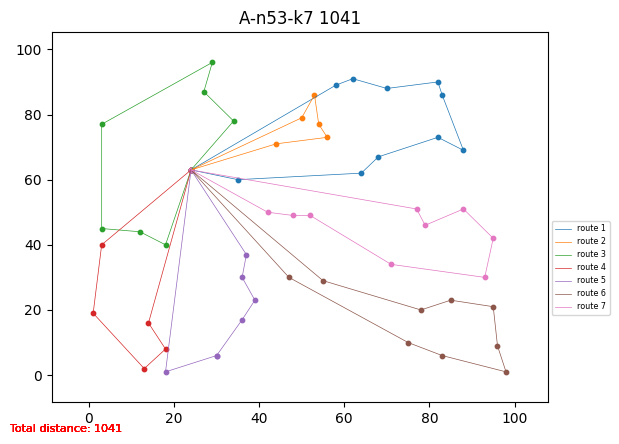 A-n53-k7 1041
100
80
60
40
20
0
0 20 40 60 80 100
route 1
route 2
route 3
route 4
route 5
route 6
route 7
Total distance: 1041